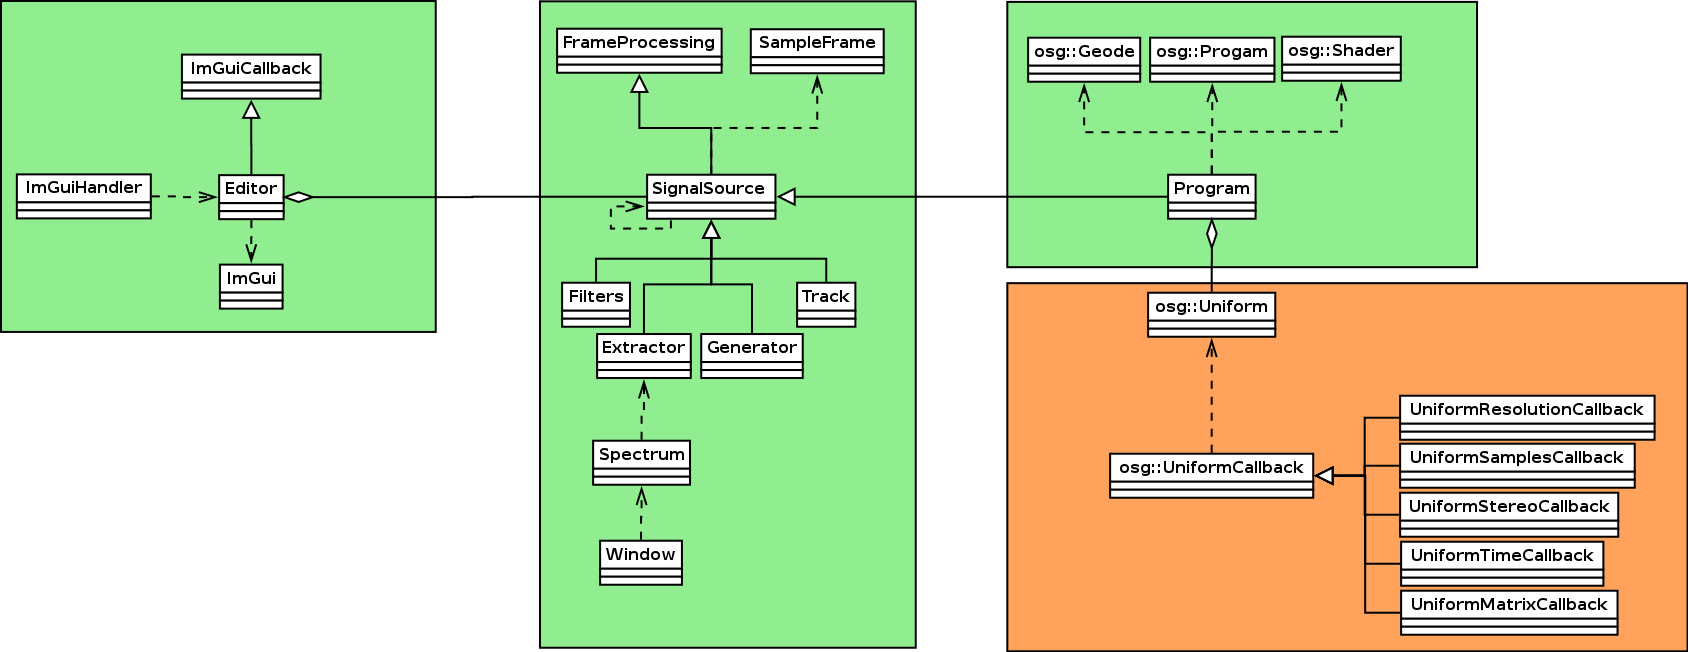 ImGuiCallback
ImGuiHandler
Editor
ImGui
FrameProcessing
SampleFrame
SignalSource
Filters
Track
Extractor
Generator
Spectrum
Window
osg::Geode
osg::Progam
osg::Shader
Program
osg::Uniform
osg::UniformCallback
UniformResolutionCallback
UniformSamplesCallback
UniformStereoCallback
UniformTimeCallback
UniformMatrixCallback